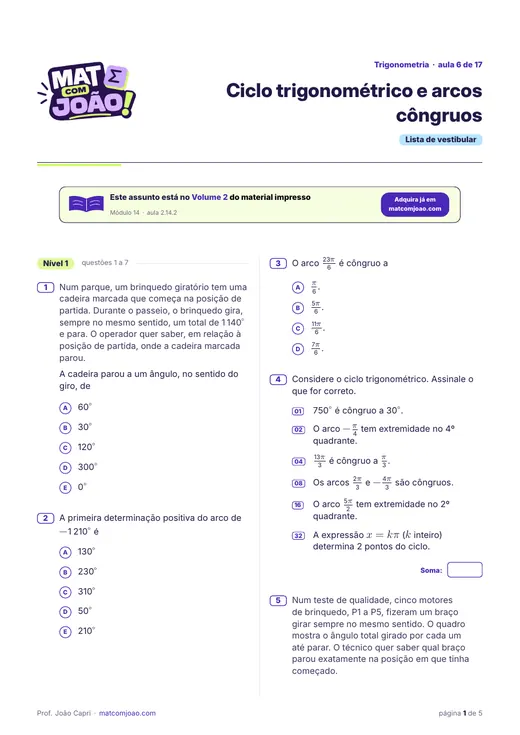 MAT
COM
JOÃO!
Σ
Trigonometria · aula 6 de 17
Ciclo trigonométrico e arcos
côngruos
Lista de vestibular
Este assunto está no Volume 2 do material impresso
Módulo 14 · aula 2.14.2
Adquira já em
matcomjoao.com
Nível 1 questões 1 a 7
1 Num parque, um brinquedo giratório tem uma
cadeira marcada que começa na posição de
partida. Durante o passeio, o brinquedo gira,
sempre no mesmo sentido, um total de 1140°
e para. O operador quer saber, em relação à
posição de partida, onde a cadeira marcada
parou.
A cadeira parou a um ângulo, no sentido do
giro, de
A 60°
B 30°
C 120°
D 300°
E 0°
2 A primeira determinação positiva do arco de
−1210° é
A 130°
B 230°
C 310°
D 50°
E 210°
3 O arco 23π/6 é côngruo a
A π/6.
B 5π/6.
C 11π/6.
D 7π/6.
4 Considere o ciclo trigonométrico. Assinale o
que for correto.
01 750° é côngruo a 30°.
02 O arco −π/4 tem extremidade no 4º
quadrante.
04 13π/3 é côngruo a π/3.
08 Os arcos 2π/3 e −4π/3 são côngruos.
16 O arco 5π/2 tem extremidade no 2º
quadrante.
32 A expressão x = kπ (k inteiro)
determina 2 pontos do ciclo.
Soma:
5 Num teste de qualidade, cinco motores
de brinquedo, P1 a P5, fizeram um braço
girar sempre no mesmo sentido. O quadro
mostra o ângulo total girado por cada um
até parar. O técnico quer saber qual braço
parou exatamente na posição em que tinha
começado.
Prof. João Capri · matcomjoao.com
página 1 de 5